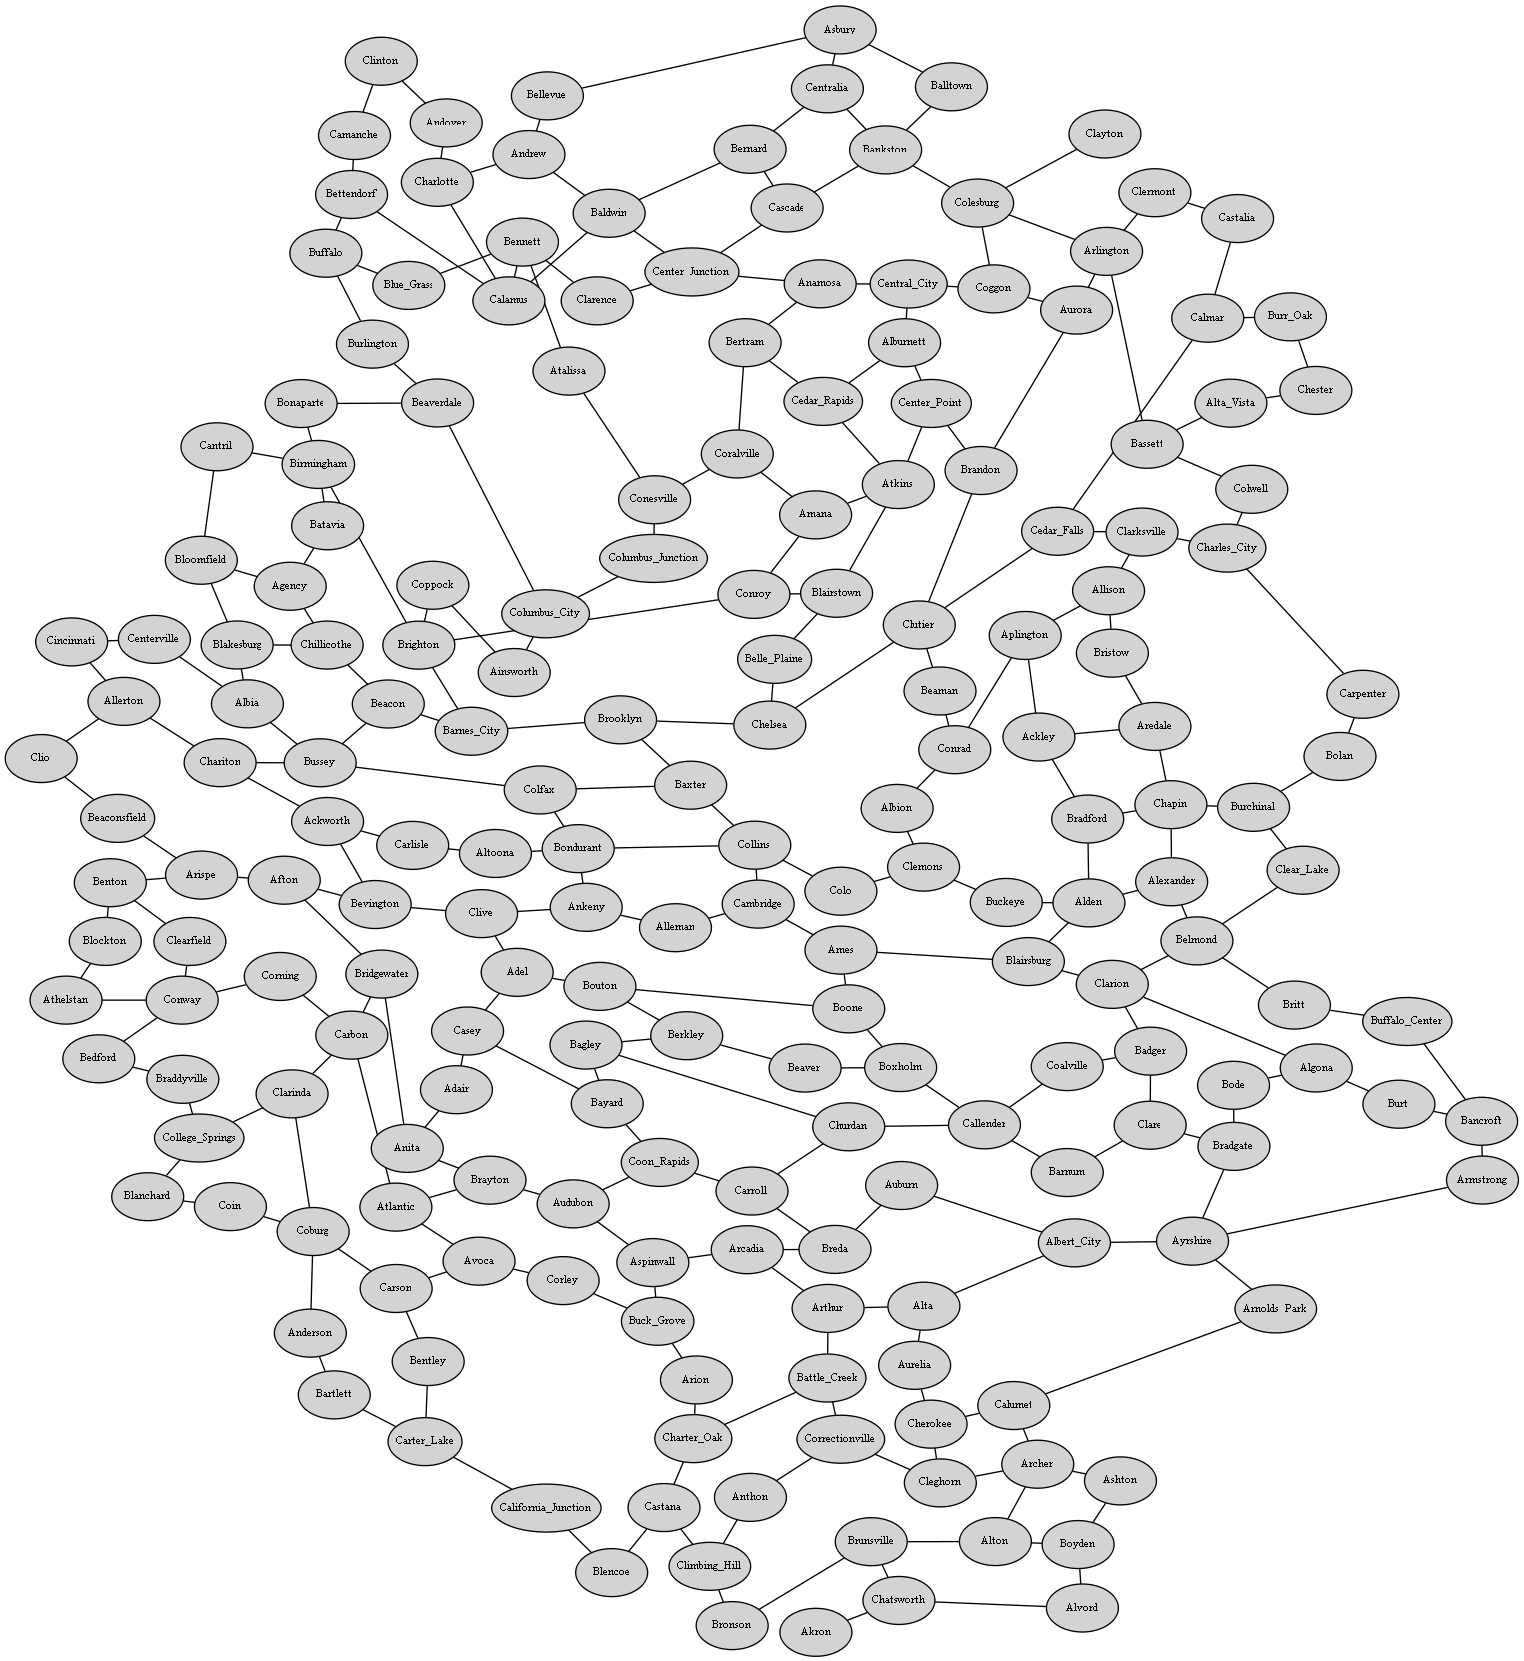 Asbury
Clinton
Bellevue
Centralia
Balltown
Andover
Camanche
Clayton
Bernard
Bankston
Andrew
Charlotte
Bettendorf
Clermont
Colesburg
Cascade
Baldwin
Castalia
Bennett
Buffalo
Arlington
Center_Junction
Blue_Grass
Anamosa
Central_City
Coggon
Calamus
Clarence
Aurora
Calmar
Burr_Oak
Burlington
Bertram
Alburnett
Atalissa
Chester
Cedar_Rapids
Bonaparte
Beaverdale
Center_Point
Alta_Vista
Cantril
Bassett
Coralville
Birmingham
Brandon
Atkins
Colwell
Conesville
Amana
Batavia
Cedar_Falls
Clarksville
Charles_City
Bloomfield
Columbus_Junction
Agency
Coppock
Allison
Conroy
Blairstown
Columbus_City
Clutier
Aplington
Cincinnati
Centerville
Blakesburg
Chillicothe
Brighton
Bristow
Belle_Plaine
Ainsworth
Beaman
Carpenter
Allerton
Albia
Beacon
Brooklyn
Chelsea
Aredale
Barnes_City
Ackley
Conrad
Clio
Bolan
Chariton
Bussey
Baxter
Colfax
Chapin
Burchinal
Albion
Beaconsfield
Bradford
Ackworth
Carlisle
Collins
Bondurant
Altoona
Clemons
Clear_Lake
Arispe
Afton
Benton
Alexander
Colo
Buckeye
Alden
Bevington
Cambridge
Ankeny
Clive
Alleman
Blockton
Clearfield
Belmond
Ames
Blairsburg
Corning
Bridgewater
Adel
Clarion
Bouton
Athelstan
Conway
Britt
Boone
Buffalo_Center
Casey
Carbon
Berkley
Bagley
Badger
Bedford
Boxholm
Coalville
Algona
Beaver
Braddyville
Bode
Adair
Clarinda
Bayard
Burt
Bancroft
Callender
Churdan
Clare
College_Springs
Anita
Bradgate
Coon_Rapids
Barnum
Brayton
Armstrong
Auburn
Carroll
Blanchard
Coin
Audubon
Atlantic
Coburg
Albert_City
Ayrshire
Arcadia
Breda
Avoca
Aspinwall
Corley
Carson
Alta
Arthur
Arnolds_Park
Buck_Grove
Anderson
Bentley
Aurelia
Battle_Creek
Arion
Bartlett
Calumet
Cherokee
Charter_Oak
Correctionville
Carter_Lake
Archer
Ashton
Cleghorn
Anthon
California_Junction
Castana
Brunsville
Alton
Boyden
Climbing_Hill
Blencoe
Chatsworth
Alvord
Bronson
Akron